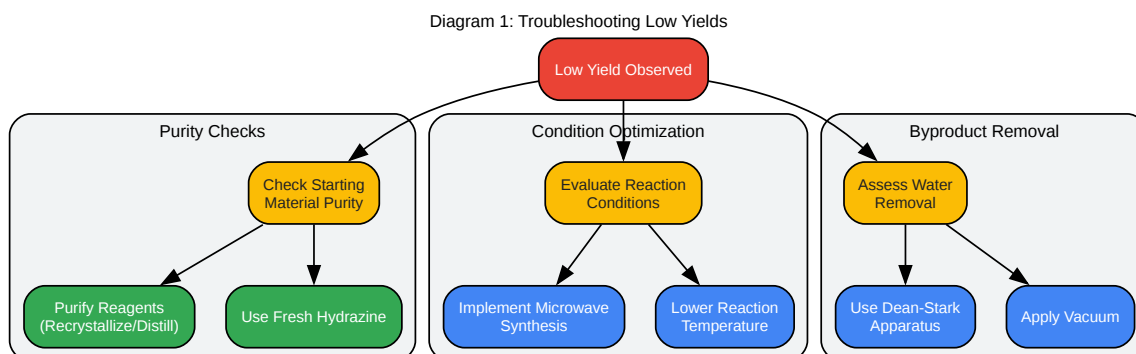 Diagram 1: Troubleshooting Low Yields
Low Yield Observed
Purity Checks
Condition Optimization
Byproduct Removal
Check Starting
Material Purity
Evaluate Reaction
Conditions
Assess Water
Removal
Purify Reagents
(Recrystallize/Distill)
Use Fresh Hydrazine
Implement Microwave
Synthesis
Lower Reaction
Temperature
Use Dean-Stark
Apparatus
Apply Vacuum